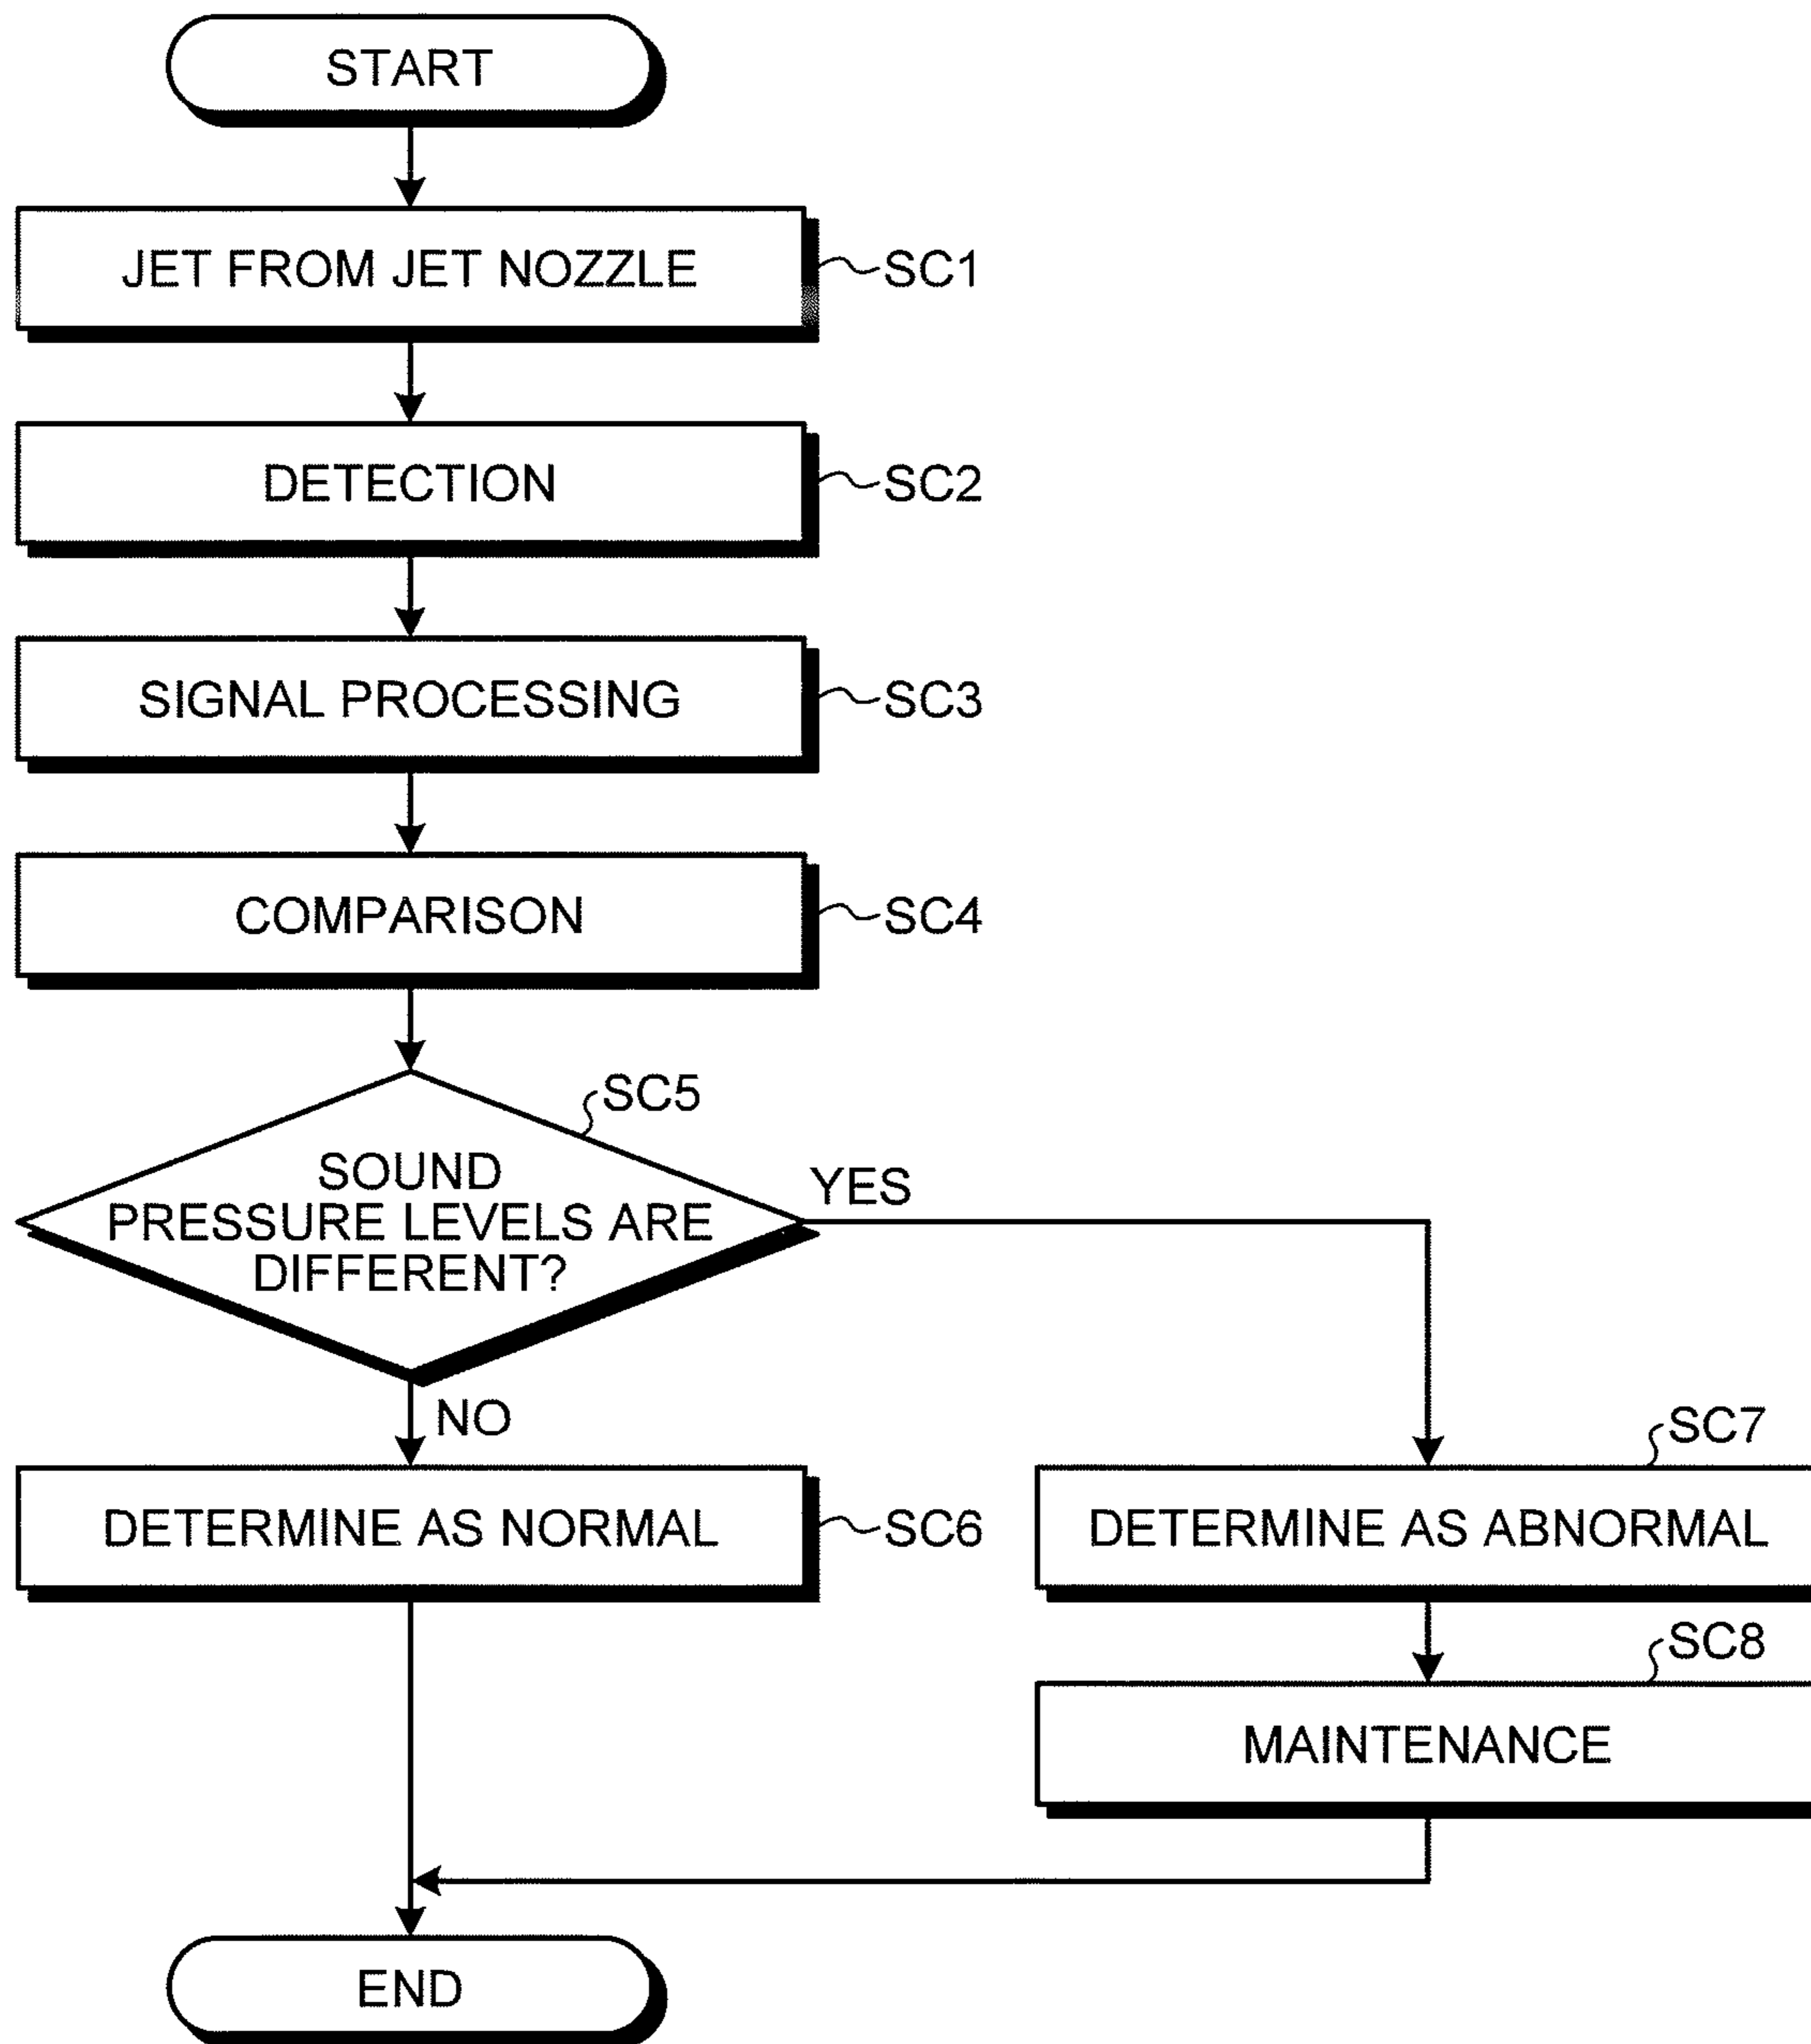 START
JET FROM JET NOZZLE
SC1
DETECTION
SC2
SIGNAL PROCESSING
SC3
COMPARISON
SC4
SC5
SOUND
PRESSURE LEVELS ARE
DIFFERENT?
YES
NO
DETERMINE AS NORMAL
SC6
SC7
DETERMINE AS ABNORMAL
SC8
MAINTENANCE
END